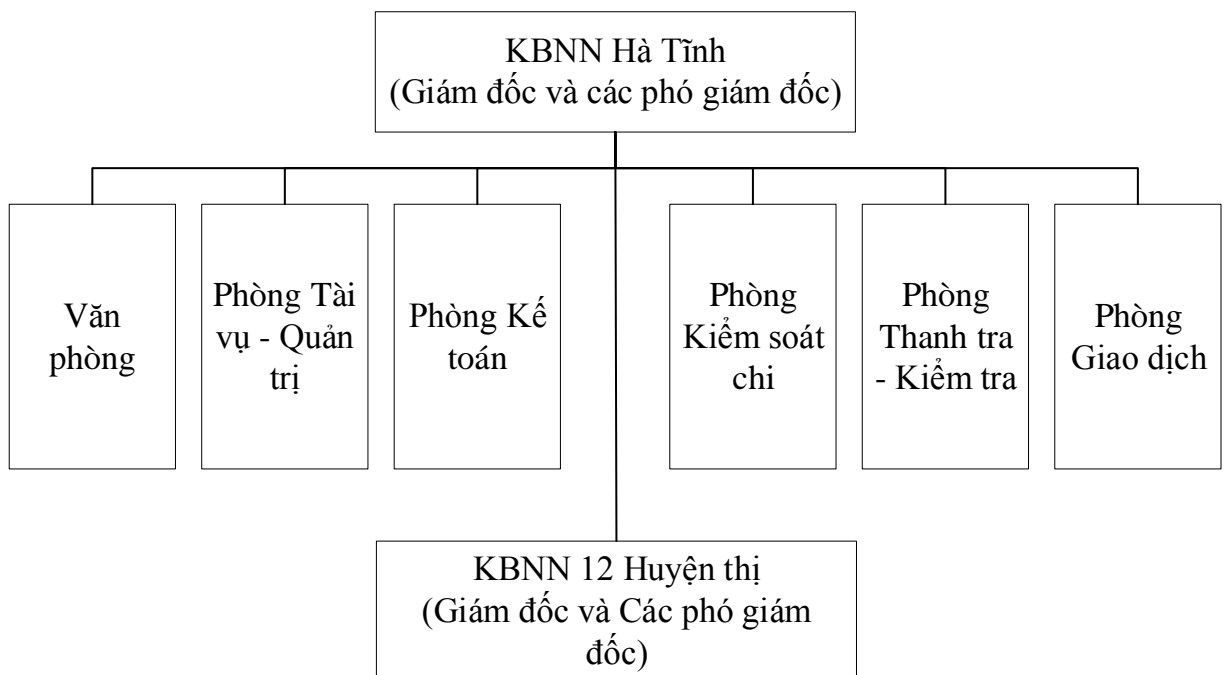 KBNN Hà Tĩnh
(Giám đốc và các phó giám đốc)
Văn
phòng
Phòng Tài
vụ - Quản
trị
Phòng Kế
toán
Phòng
Kiểm soát
chi
Phòng
Thanh tra
- Kiểm tra
Phòng
Giao dịch
KBNN 12 Huyện thị
(Giám đốc và Các phó giám
đốc)